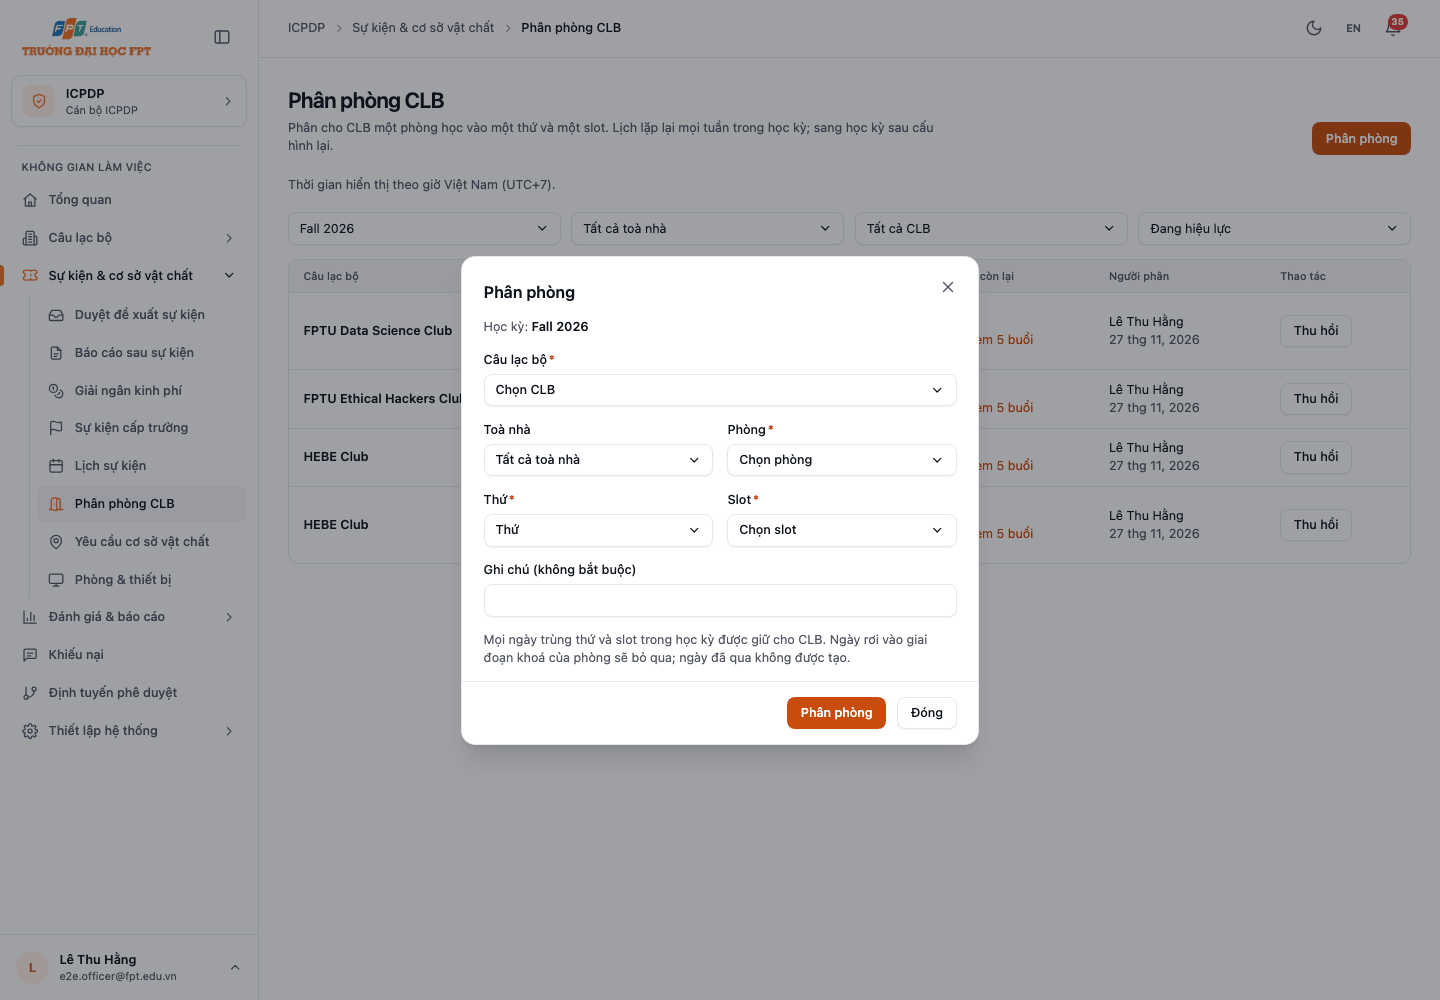 FPT Education
TRƯỜNG ĐẠI HỌC FPT
ICPDP
Cán bộ ICPDP
KHÔNG GIAN LÀM VIỆC
Tổng quan
Câu lạc bộ
Sự kiện & cơ sở vật chất
Duyệt đề xuất sự kiện
Báo cáo sau sự kiện
Giải ngân kinh phí
Sự kiện cấp trường
Lịch sự kiện
Phân phòng CLB
Yêu cầu cơ sở vật chất
Phòng & thiết bị
Đánh giá & báo cáo
Khiếu nại
Định tuyến phê duyệt
Thiết lập hệ thống
L
Lê Thu Hằng
e2e.officer@fpt.edu.vn
ICPDP > Sự kiện & cơ sở vật chất > Phân phòng CLB
EN
35
Phân phòng CLB
Phân cho CLB một phòng học vào một thứ và một slot. Lịch lặp lại mọi tuần trong học kỳ; sang học kỳ sau cấu
hình lại.
Thời gian hiển thị theo giờ Việt Nam (UTC+7).
Phân phòng
Fall 2026 Tất cả toà nhà Tất cả CLB Đang hiệu lực
Câu lạc bộ còn lại Người phân Thao tác
FPTU Data Science Club em 5 buổi Lê Thu Hằng 27 thg 11, 2026 Thu hồi
FPTU Ethical Hackers Club em 5 buổi Lê Thu Hằng 27 thg 11, 2026 Thu hồi
HEBE Club em 5 buổi Lê Thu Hằng 27 thg 11, 2026 Thu hồi
HEBE Club em 5 buổi Lê Thu Hằng 27 thg 11, 2026 Thu hồi
Phân phòng
Học kỳ: Fall 2026
Câu lạc bộ*
Chọn CLB
Toà nhà Phòng*
Tất cả toà nhà Chọn phòng
Thứ* Slot*
Thứ Chọn slot
Ghi chú (không bắt buộc)
Mọi ngày trùng thứ và slot trong học kỳ được giữ cho CLB. Ngày rơi vào giai
đoạn khoá của phòng sẽ bỏ qua; ngày đã qua không được tạo.
Phân phòng Đóng